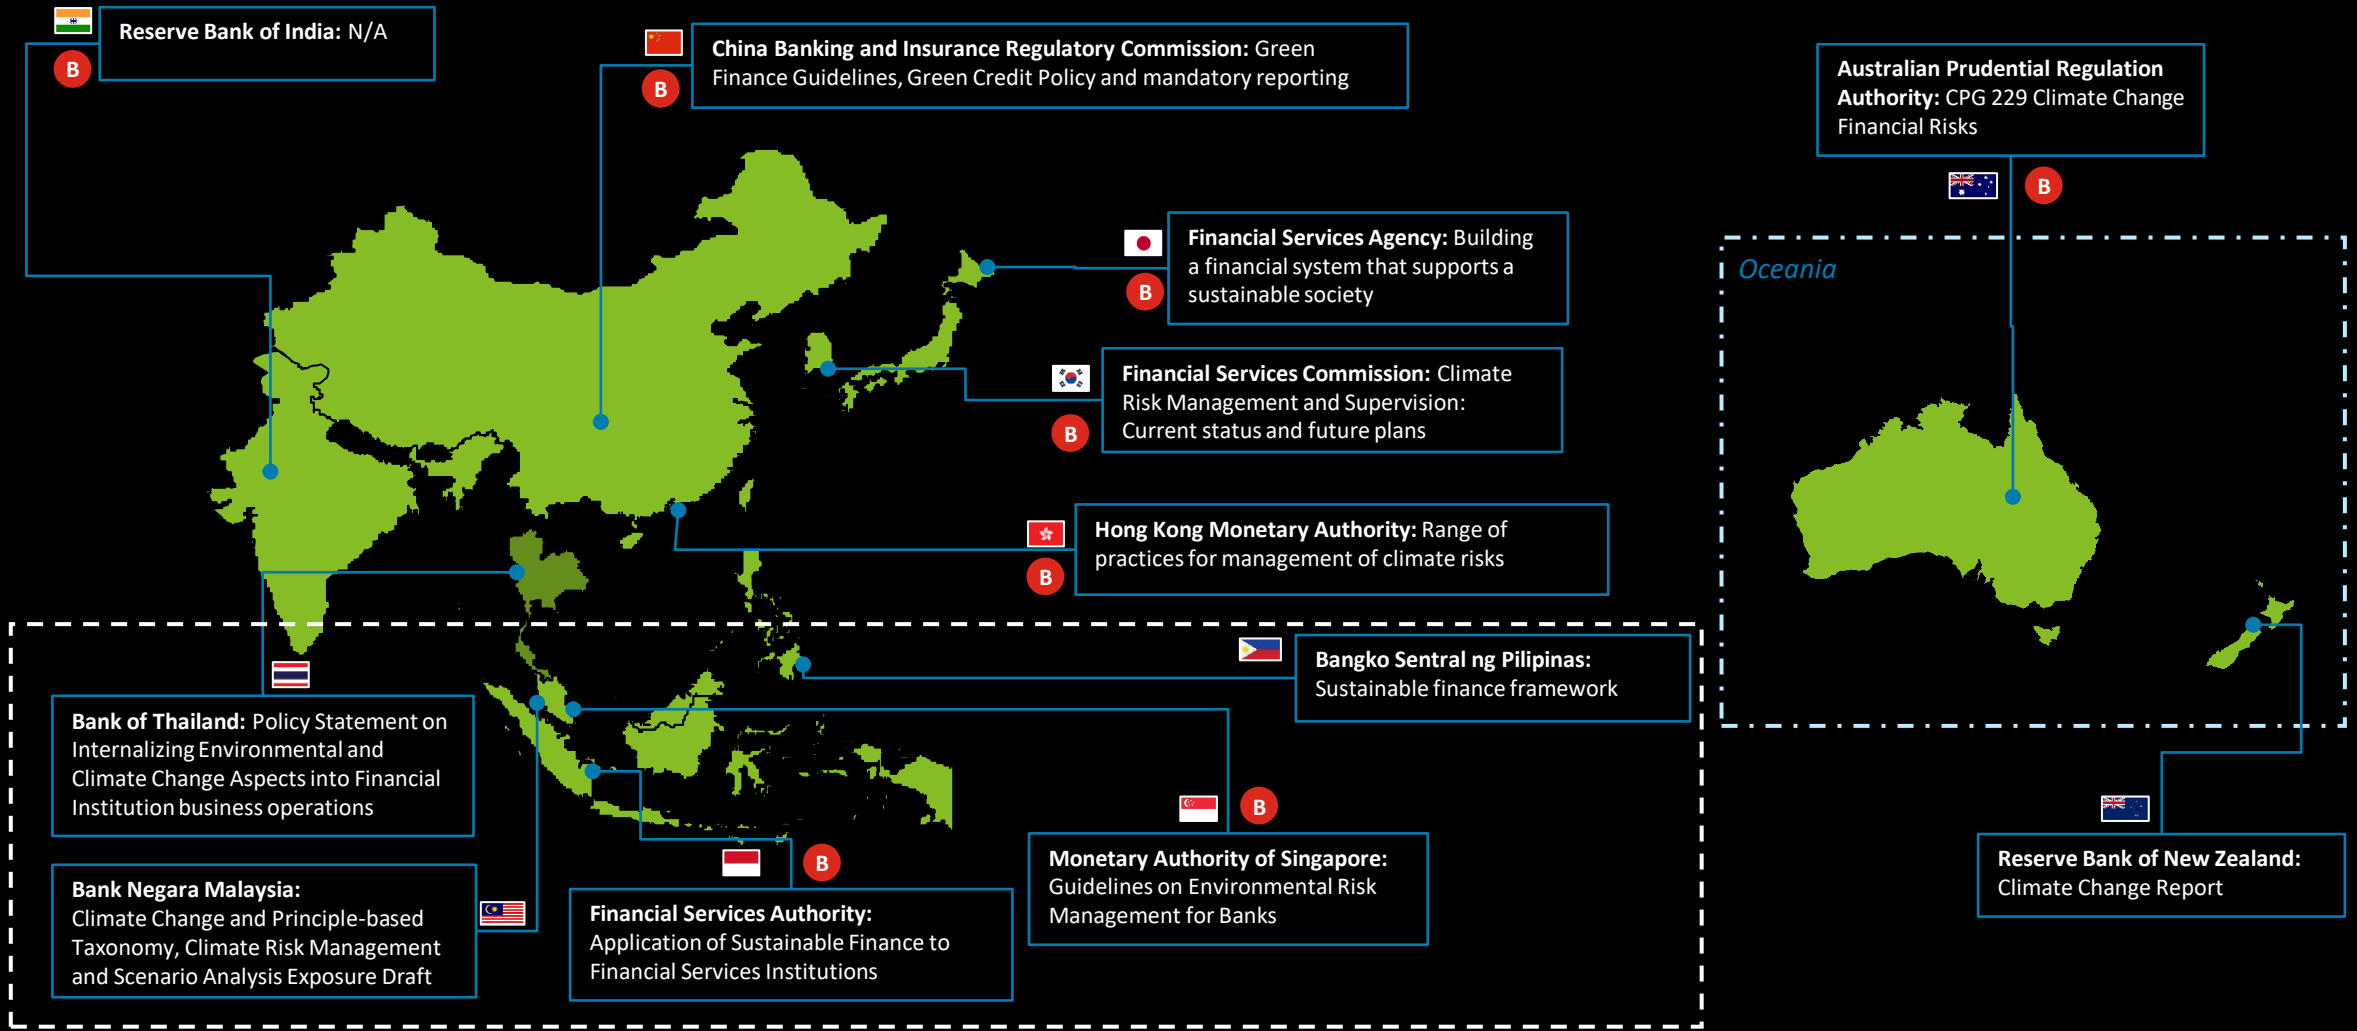 Reserve Bank of India: N/A
B
China Banking and Insurance Regulatory Commission: Green
Finance Guidelines, Green Credit Policy and mandatory reporting
B
Australian Prudential Regulation
Authority: CPG 229 Climate Change
Financial Risks
B
Financial Services Agency: Building
a financial system that supports a
sustainable society
B
Oceania
Financial Services Commission: Climate
Risk Management and Supervision:
Current status and future plans
B
Hong Kong Monetary Authority: Range of
practices for management of climate risks
B
Bangko Sentral ng Pilipinas:
Sustainable finance framework
Bank of Thailand: Policy Statement on
Internalizing Environmental and
Climate Change Aspects into Financial
Institution business operations
B
Monetary Authority of Singapore:
Guidelines on Environmental Risk
Management for Banks
Reserve Bank of New Zealand:
Climate Change Report
Bank Negara Malaysia:
Climate Change and Principle-based
Taxonomy, Climate Risk Management
and Scenario Analysis Exposure Draft
B
Financial Services Authority:
Application of Sustainable Finance to
Financial Services Institutions